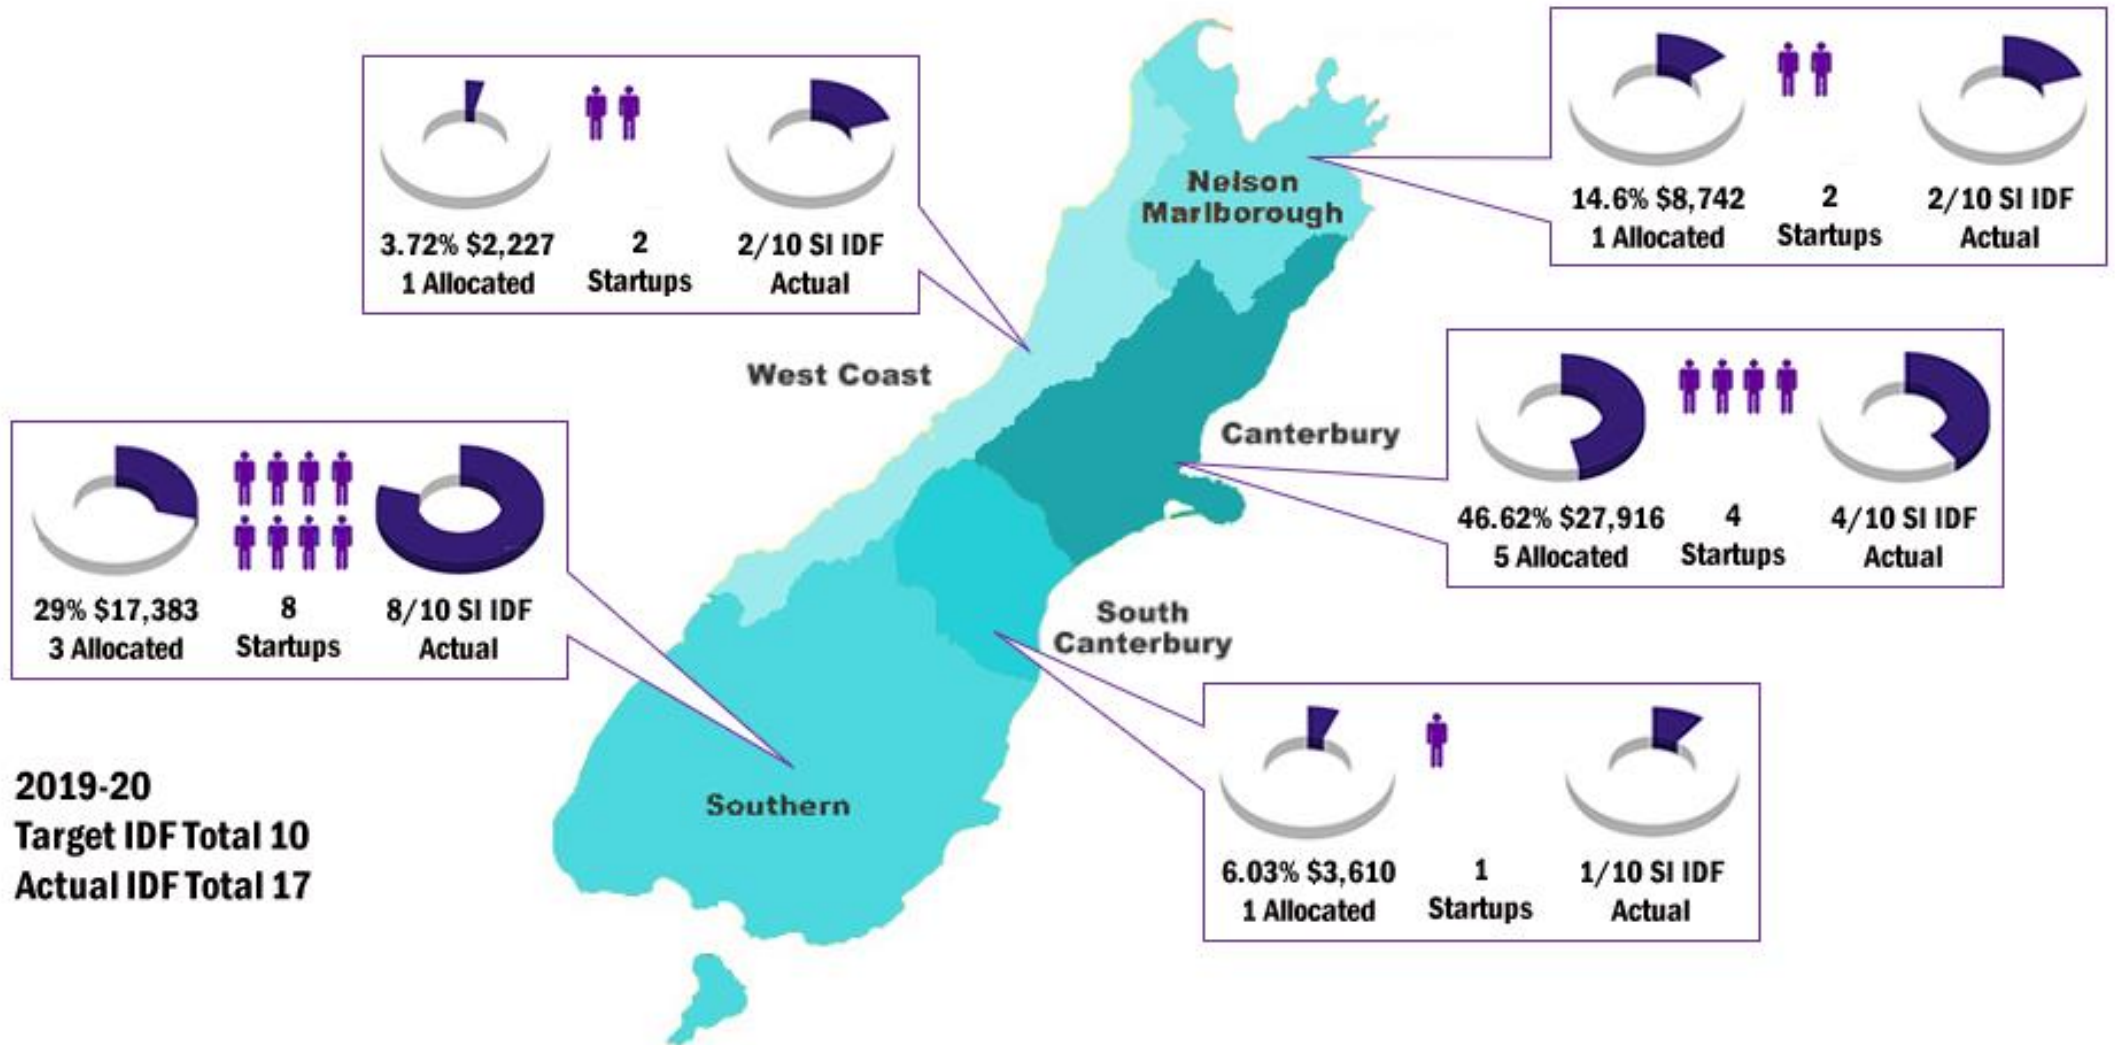 3.72% $2,227
1 Allocated
2
Startups
2/10 SI IDF
Actual
14.6% $8,742
1 Allocated
2
Startups
2/10 SI IDF
Actual
Nelson
Marlborough
West Coast
Canterbury
46.62% $27,916
5 Allocated
4
Startups
4/10 SI IDF
Actual
29% $17,383
3 Allocated
8
Startups
8/10 SI IDF
Actual
South
Canterbury
Southern
6.03% $3,610
1 Allocated
1
Startups
1/10 SI IDF
Actual
2019-20
Target IDF Total 10
Actual IDF Total 17